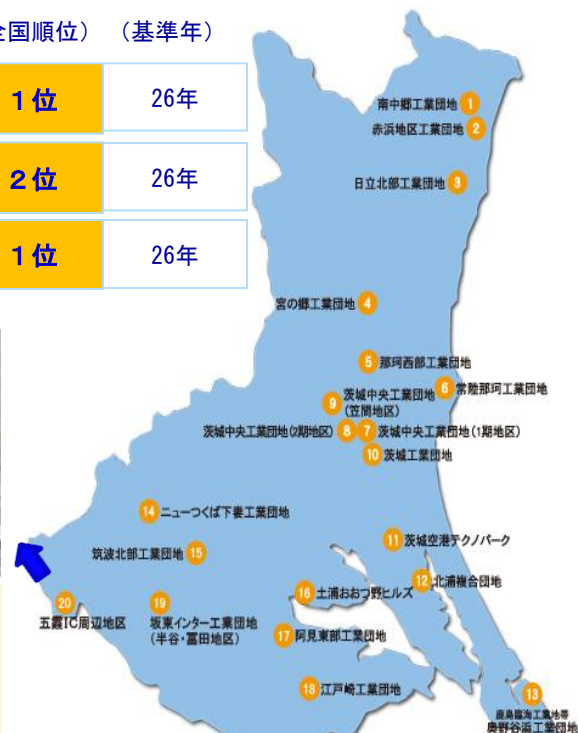 全国順位） （基準年）
１位 26年
２位 26年
１位 26年
南中郷工業団地 1
赤浜地区工業団地 2
日立北部工業団地 3
宮の郷工業団地 4
5 那珂西部工業団地
6 常陸那珂工業団地
9 茨城中央工業団地
(笠間地区)
茨城中央工業団地(2期地区) 8 7 茨城中央工業団地(1期地区)
10 茨城工業団地
14 ニューつくば下妻工業団地
11 茨城空港テクノパーク
筑波北部工業団地 15
12 北浦複合団地
16 土浦おおつ野ヒルズ
20
五霞IC周辺地区
19
坂東インター工業団地
(半谷・冨田地区)
17 阿見東部工業団地
18 江戸崎工業団地
13
鹿島臨海工業地帯
奥野谷浜工業団地